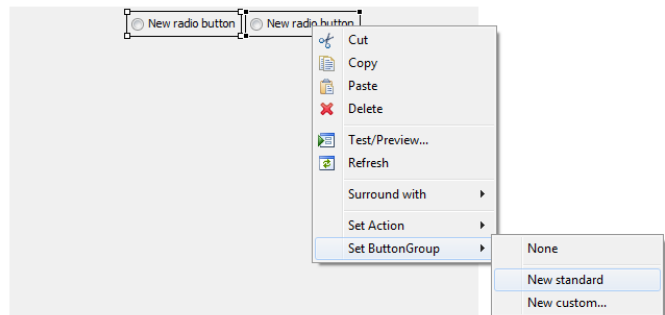 New radio button New radio button
Cut
Copy
Paste
Delete
Test/Preview...
Refresh
Surround with
Set Action
Set ButtonGroup
None
New standard
New custom...